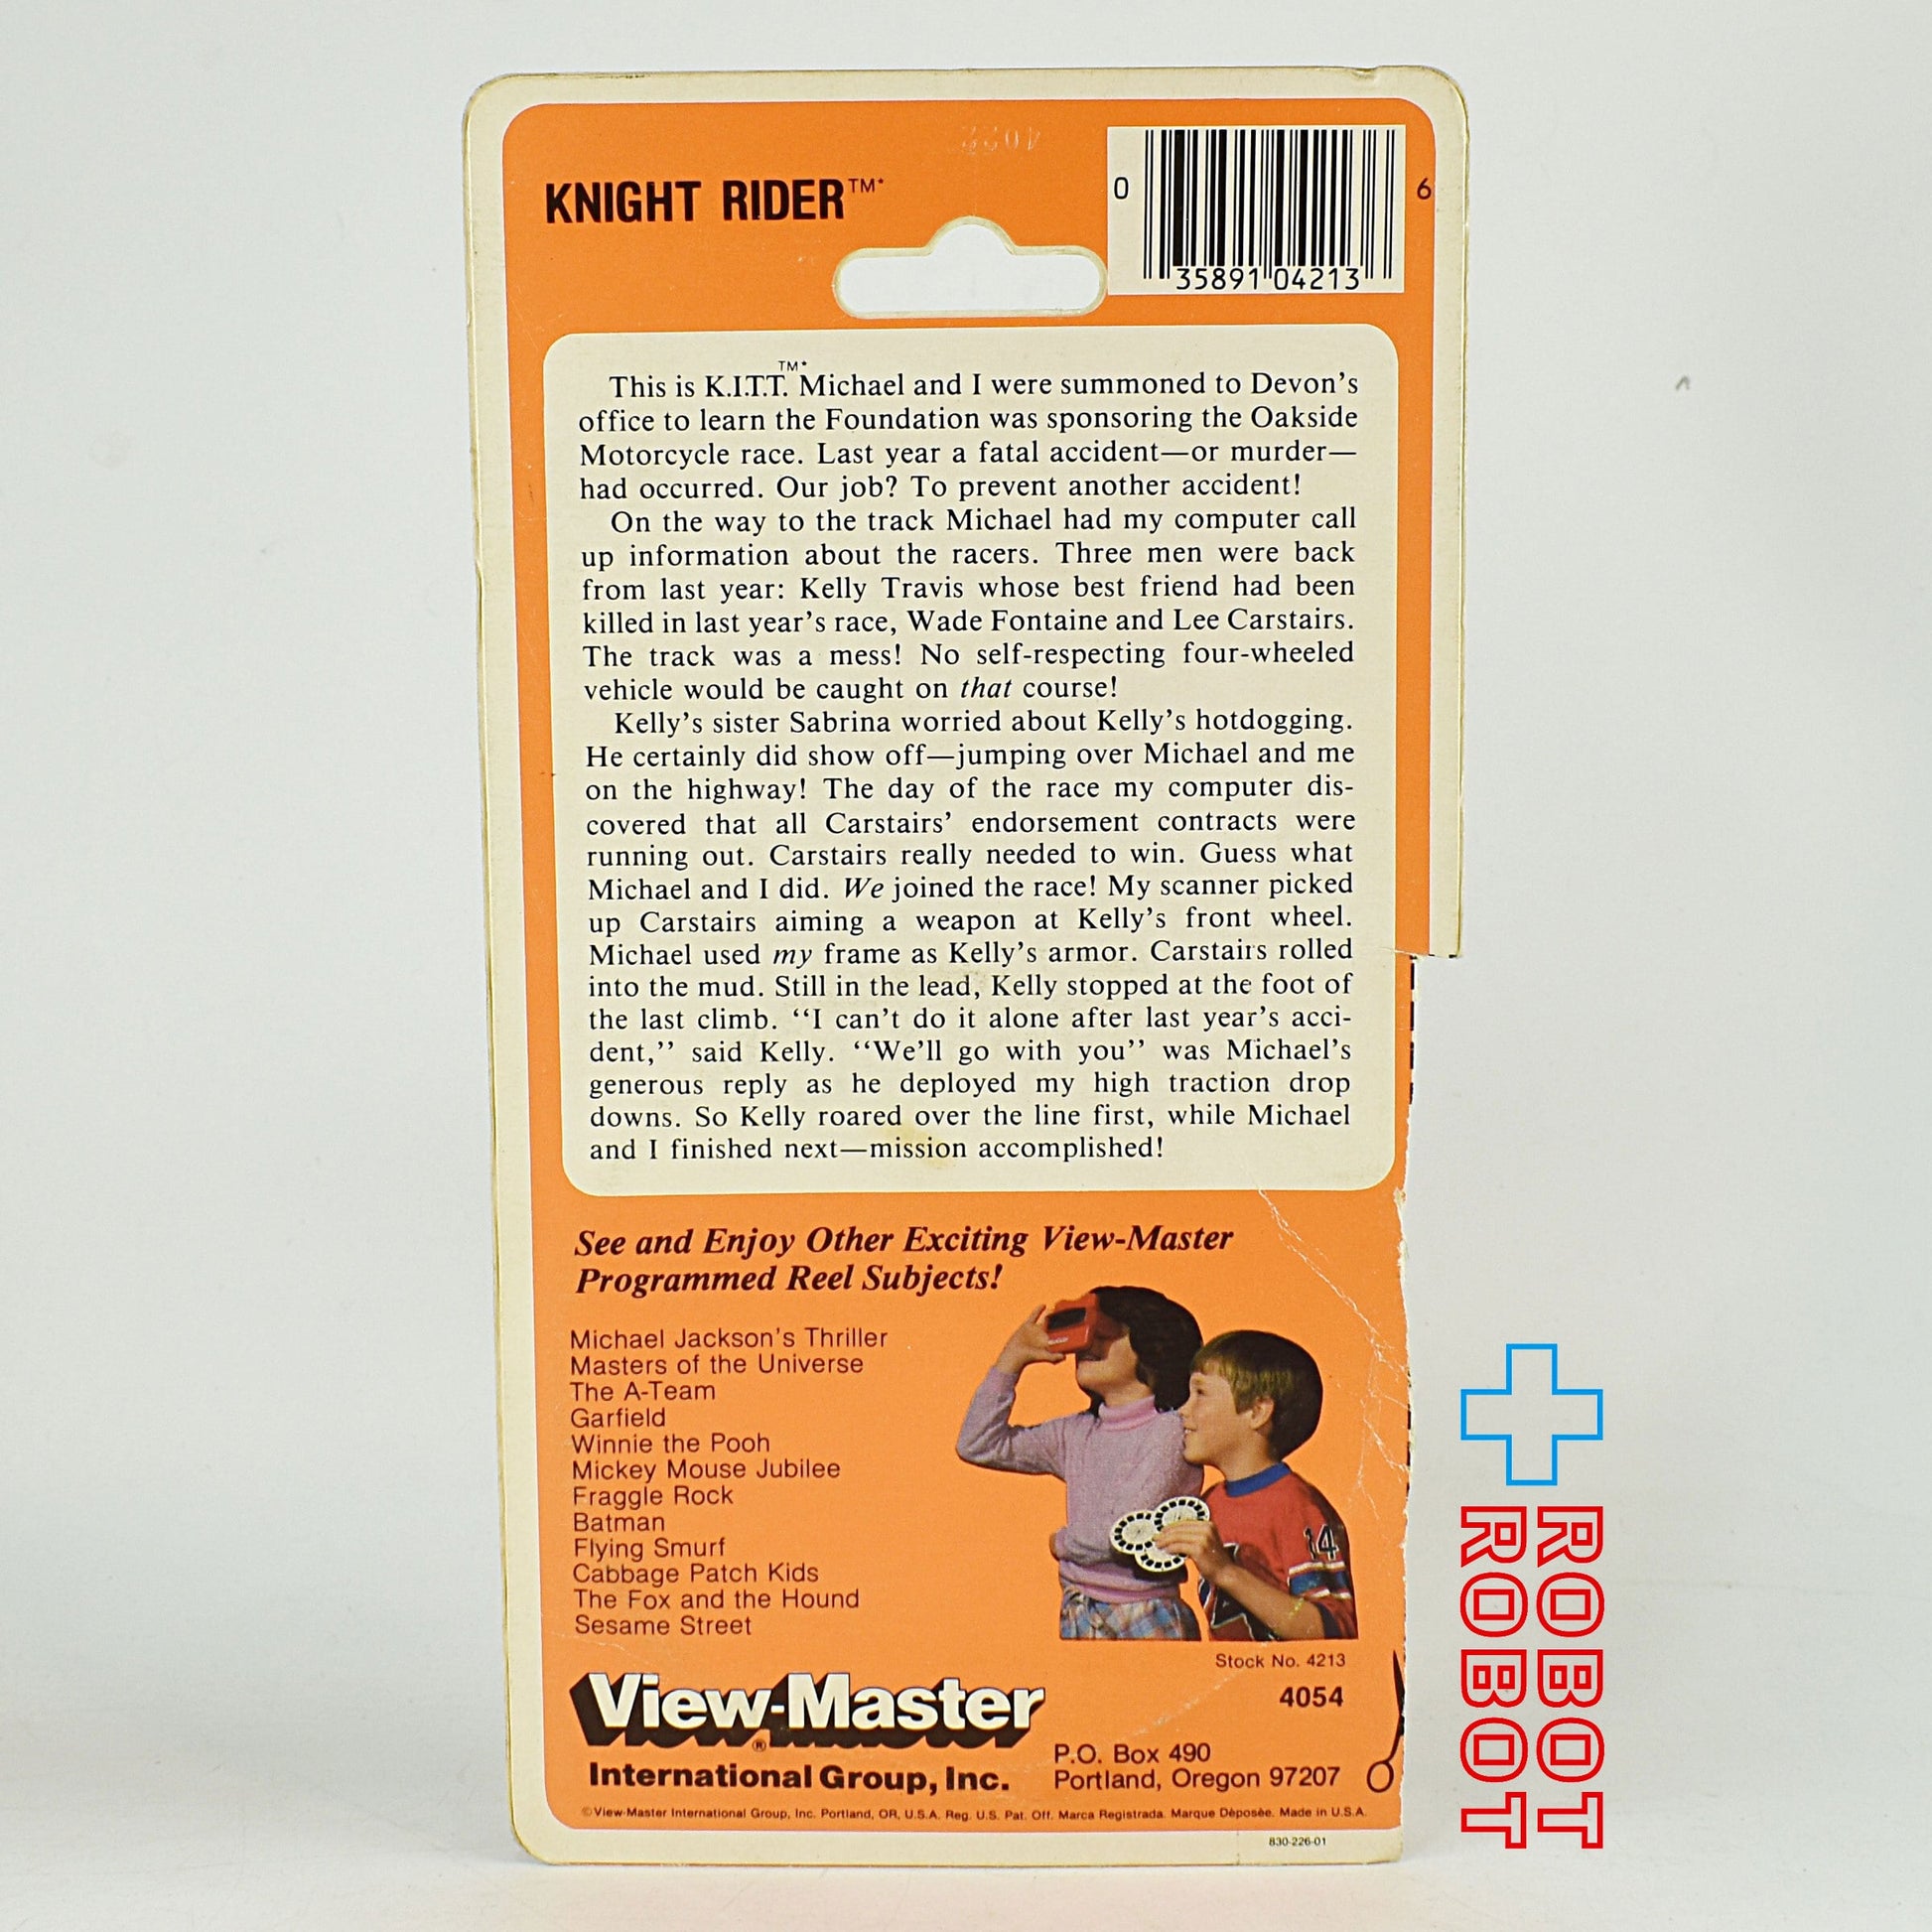 4022
KNIGHT RIDER™*
0 35891 04213 6
This is K.I.T.T.™* Michael and I were summoned to Devon's
office to learn the Foundation was sponsoring the Oakside
Motorcycle race. Last year a fatal accident—or murder—
had occurred. Our job? To prevent another accident!
On the way to the track Michael had my computer call
up information about the racers. Three men were back
from last year: Kelly Travis whose best friend had been
killed in last year's race, Wade Fontaine and Lee Carstairs.
The track was a mess! No self-respecting four-wheeled
vehicle would be caught on that course!
Kelly's sister Sabrina worried about Kelly's hotdogging.
He certainly did show off—jumping over Michael and me
on the highway! The day of the race my computer dis-
covered that all Carstairs' endorsement contracts were
running out. Carstairs really needed to win. Guess what
Michael and I did. We joined the race! My scanner picked
up Carstairs aiming a weapon at Kelly's front wheel.
Michael used my frame as Kelly's armor. Carstairs rolled
into the mud. Still in the lead, Kelly stopped at the foot of
the last climb. “I can't do it alone after last year's acci-
dent,” said Kelly. “We'll go with you” was Michael's
generous reply as he deployed my high traction drop
downs. So Kelly roared over the line first, while Michael
and I finished next—mission accomplished!
See and Enjoy Other Exciting View-Master
Programmed Reel Subjects!
Michael Jackson's Thriller
Masters of the Universe
The A-Team
Garfield
Winnie the Pooh
Mickey Mouse Jubilee
Fraggle Rock
Batman
Flying Smurf
Cabbage Patch Kids
The Fox and the Hound
Sesame Street
14
Stock No. 4213
4054
View-Master®
International Group, Inc.
P.O. Box 490
Portland, Oregon 97207
©View-Master International Group, Inc. Portland, OR, U.S.A. Reg. U.S. Pat. Off. Marca Registrada. Marque Déposée. Made in U.S.A.
830-226-01
ROBOT
ROBOT